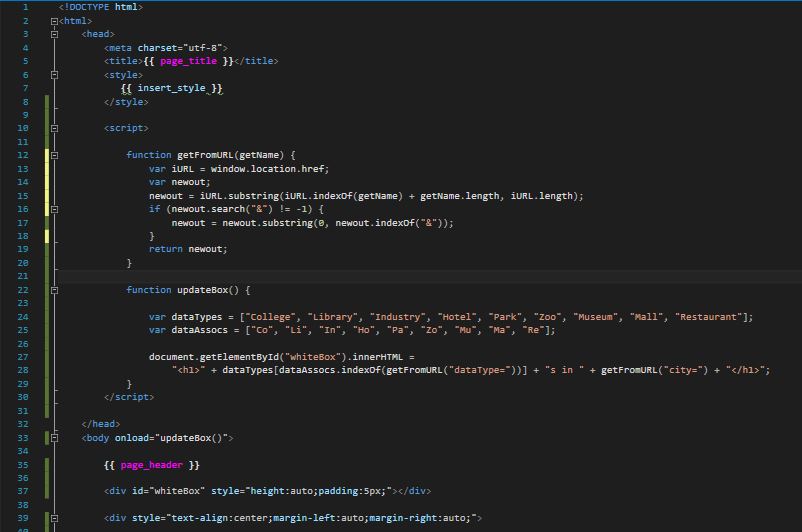 1 <!DOCTYPE html>
2 <html>
3 <head>
4 <meta charset="utf-8">
5 <title>{{ page_title }}</title>
6 <style>
7 {{ insert_style }}
8 </style>
9
10 <script>
11
12 function getFromURL(getName) {
13 var iURL = window.location.href;
14 var newout;
15 newout = iURL.substring(iURL.indexOf(getName) + getName.length, iURL.length);
16 if (newout.search("&") != -1) {
17 newout = newout.substring(0, newout.indexOf("&"));
18 }
19 return newout;
20 }
21
22 function updateBox() {
23
24 var dataTypes = ["College", "Library", "Industry", "Hotel", "Park", "Zoo", "Museum", "Mall", "Restaurant"];
25 var dataAssocs = ["Co", "Li", "In", "Ho", "Pa", "Zo", "Mu", "Ma", "Re"];
26
27 document.getElementById("whiteBox").innerHTML =
28 "<h1>" + dataTypes[dataAssocs.indexOf(getFromURL("dataType="))] + "s in " + getFromURL("city=") + "</h1>";
29 }
30 </script>
31
32 </head>
33 <body onload="updateBox()">
34
35 {{ page_header }}
36
37 <div id="whiteBox" style="height:auto;padding:5px;"></div>
38
39 <div style="text-align:center;margin-left:auto;margin-right:auto;">